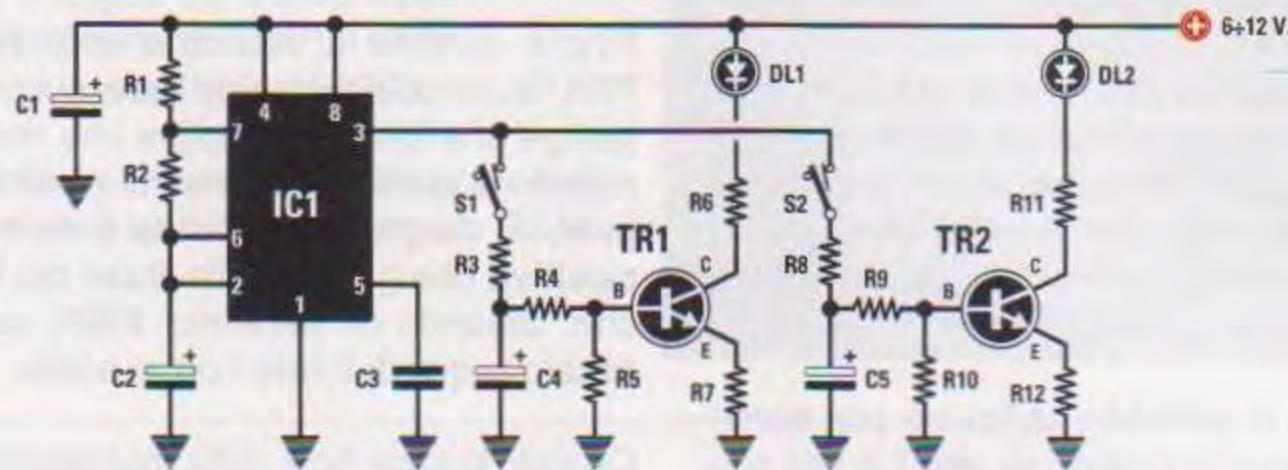 6÷12 V.
DL1
DL2
C1
+
R1
4
8
7
3
R2
IC1
S1
R6
S2
R11
TR1
TR2
6
R3
R8
C
C
2
5
R4
B
R9
B
1
E
E
C2
+
C3
C4
+
R5
R7
C5
+
R10
R12